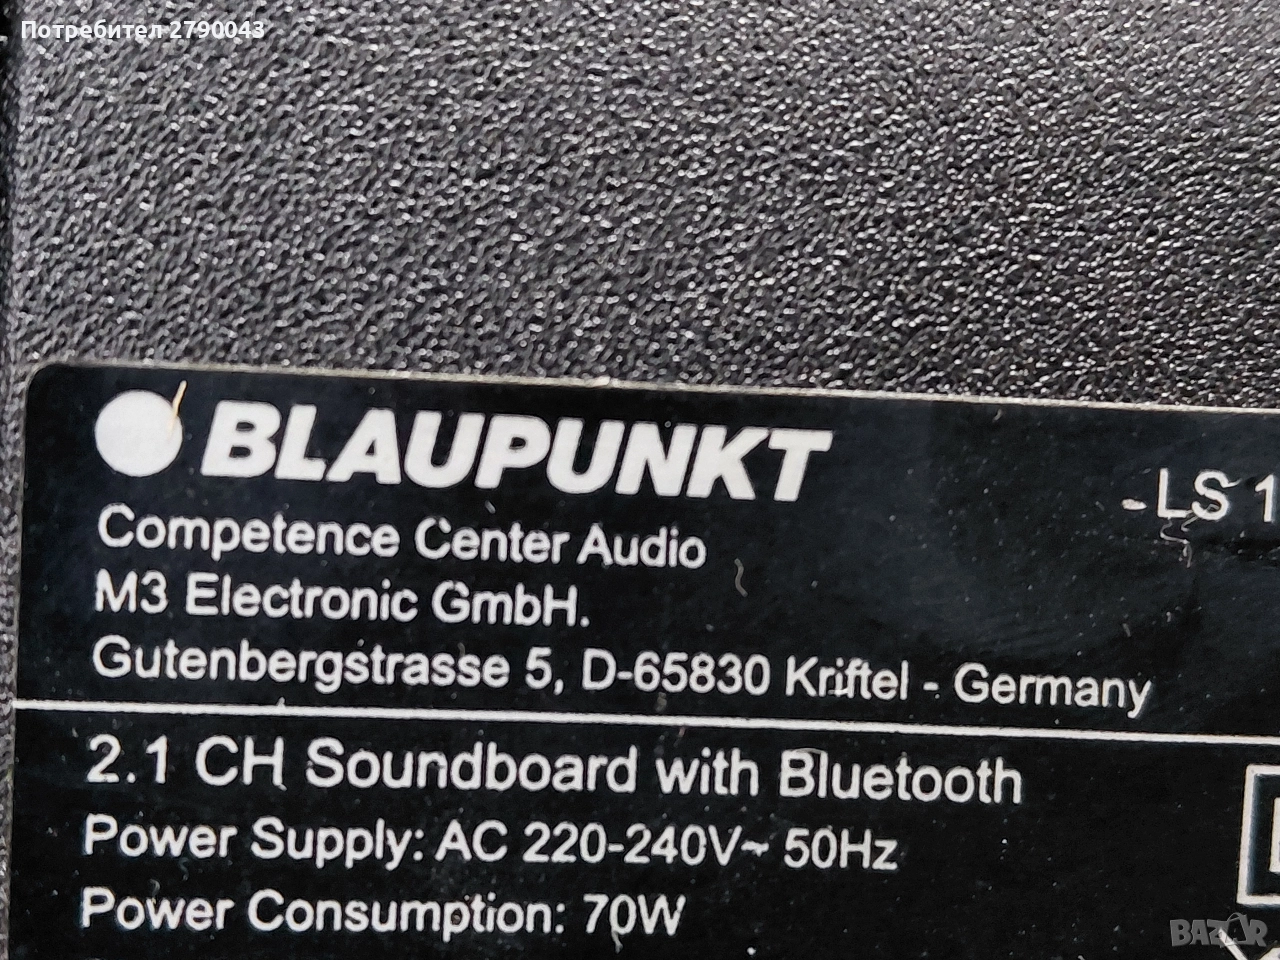 Потребител 2790043
BLAUPUNKT
- LS 1
Competence Center Audio
M3 Electronic GmbH.
Gutenbergstrasse 5, D-65830 Kriftel - Germany
2.1 CH Soundboard with Bluetooth
Power Supply: AC 220-240V~ 50Hz
Power Consumption: 70W
BAZAR